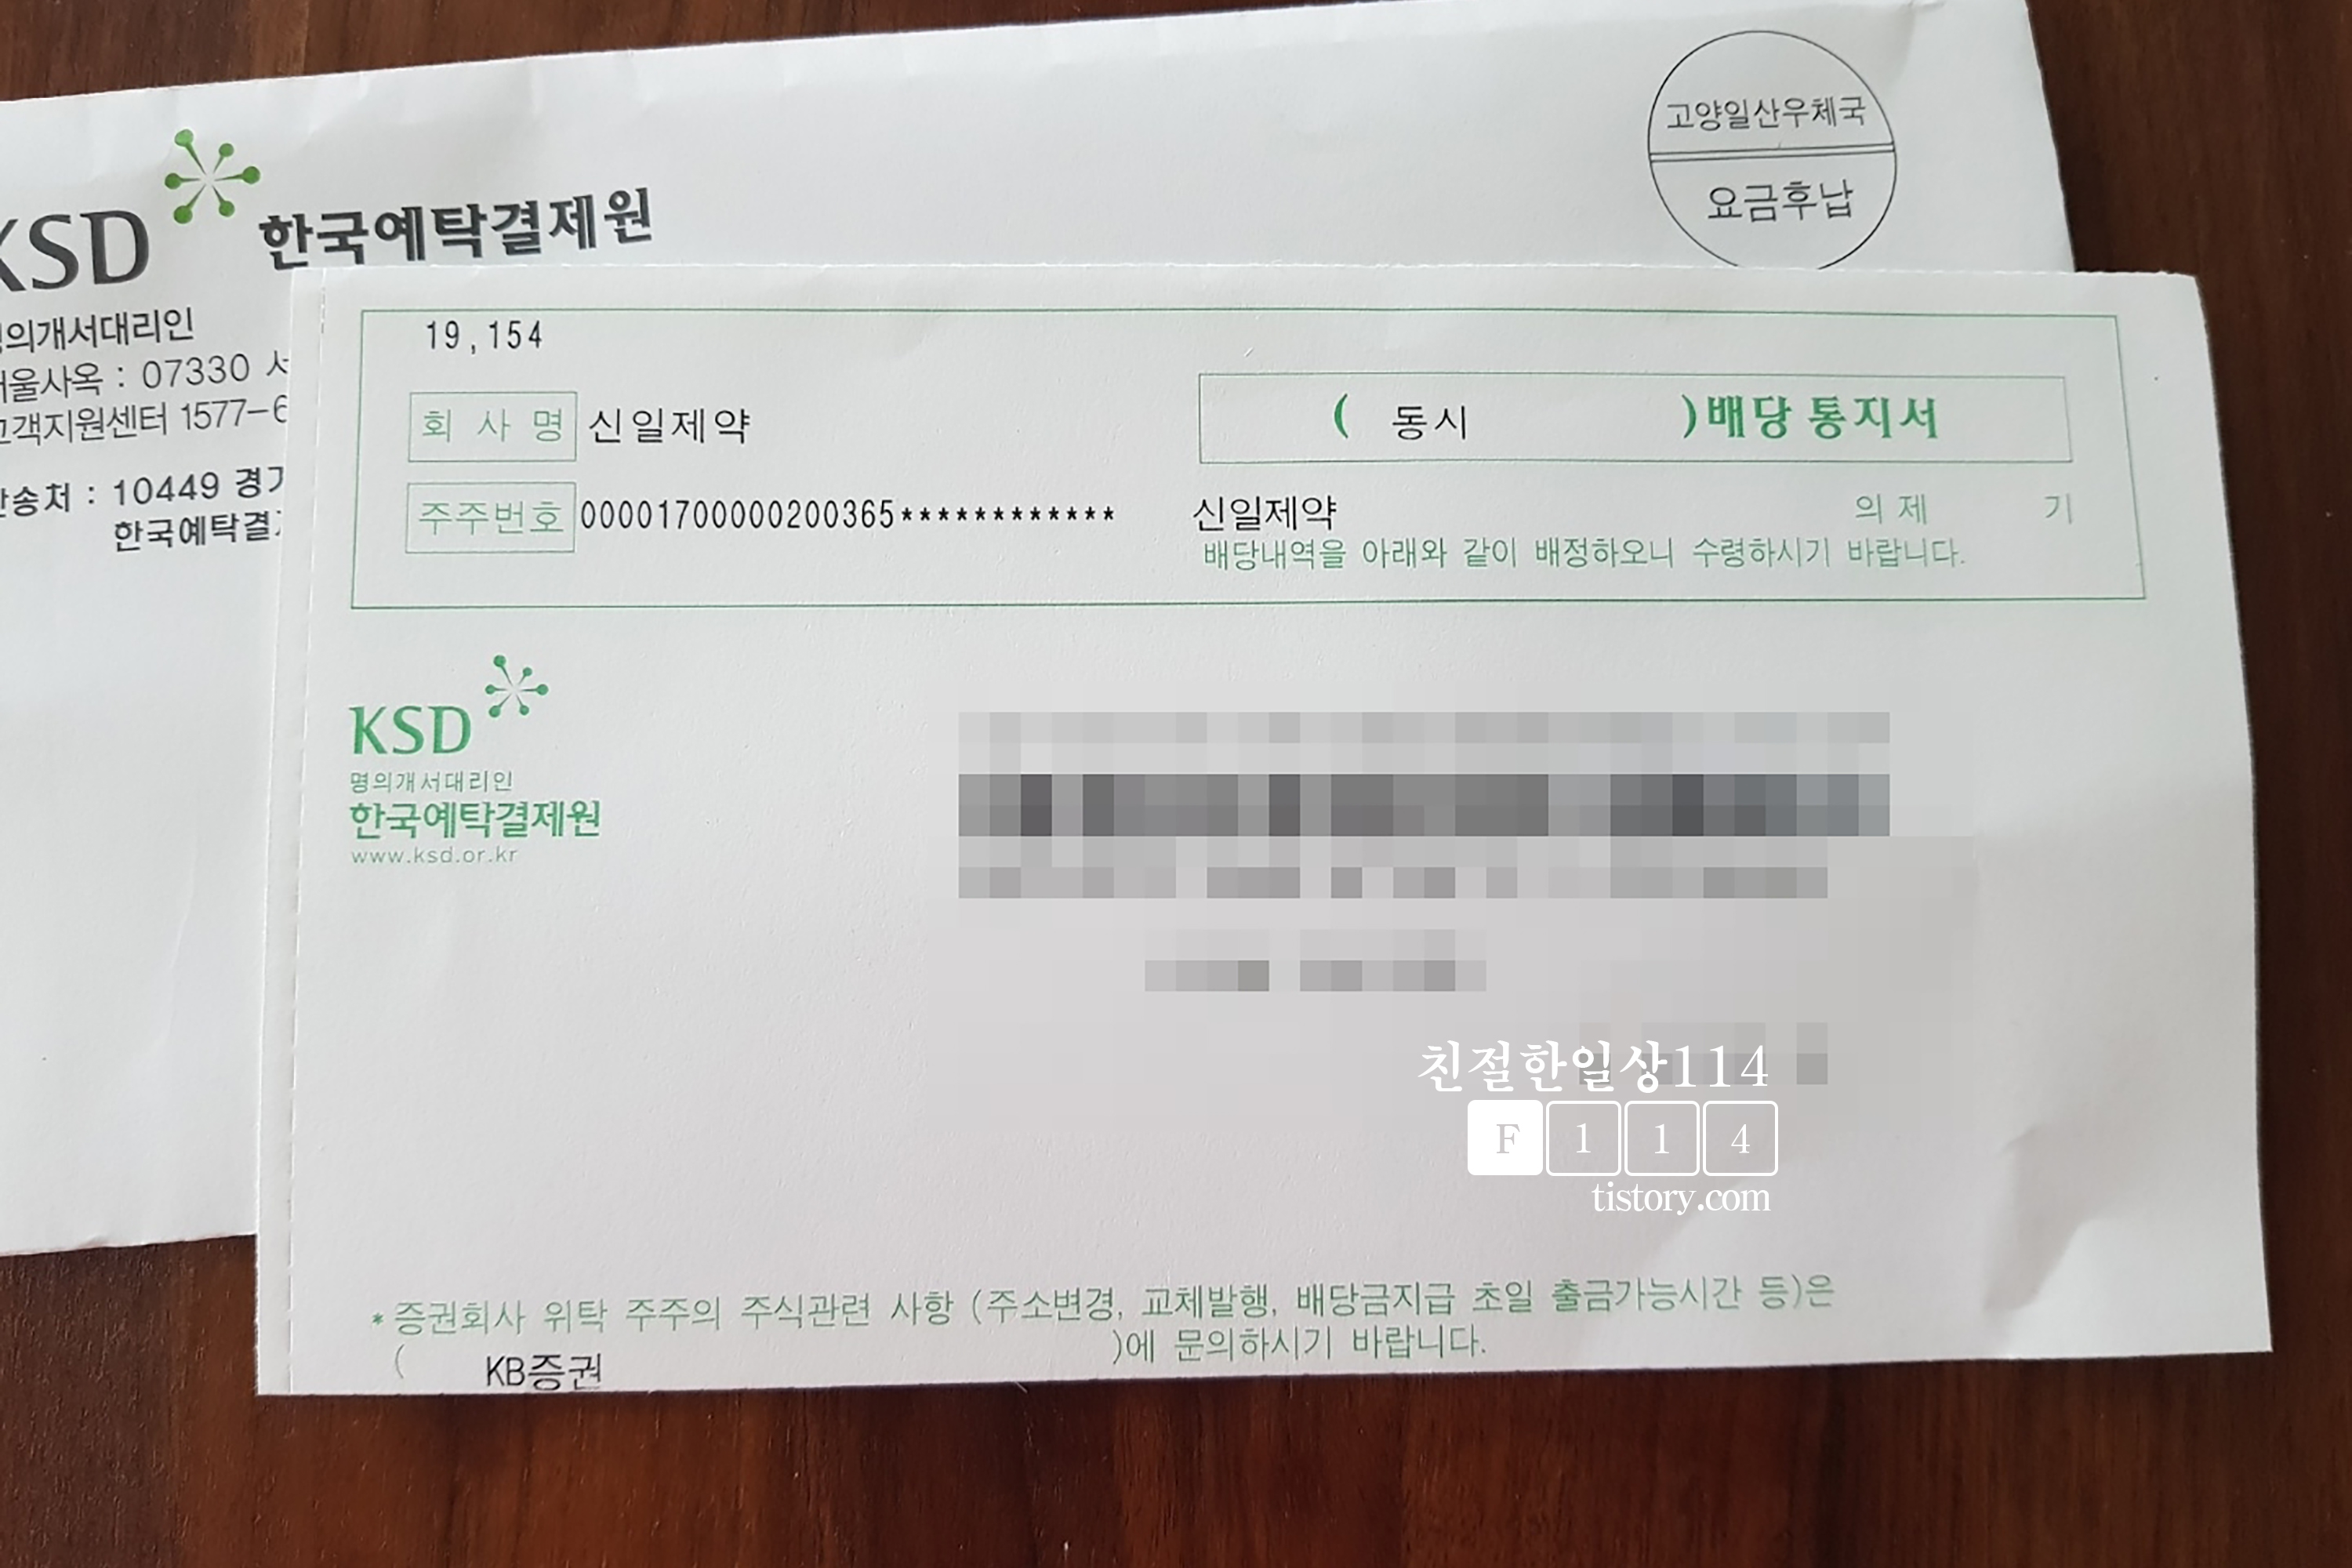 고양일산우체국
요금후납
KSD 한국예탁결제원
명의개서대리인
서울사옥 : 07330 서
고객지원센터 1577-6
반송처 : 10449 경기
한국예탁결
19,154
회 사 명 신일제약
( 동시 )배당통지서
주주번호 00001700000200365************
신일제약 의 제 기
배당내역을 아래와 같이 배정하오니 수령하시기 바랍니다.
KSD
명의개서대리인
한국예탁결제원
www.ksd.or.kr
친절한일상114
F 1 1 4
tistory.com
* 증권회사 위탁 주주의 주식관련 사항 (주소변경, 교체발행, 배당금지급 초일 출금가능시간 등)은
( KB증권 )에 문의하시기 바랍니다.